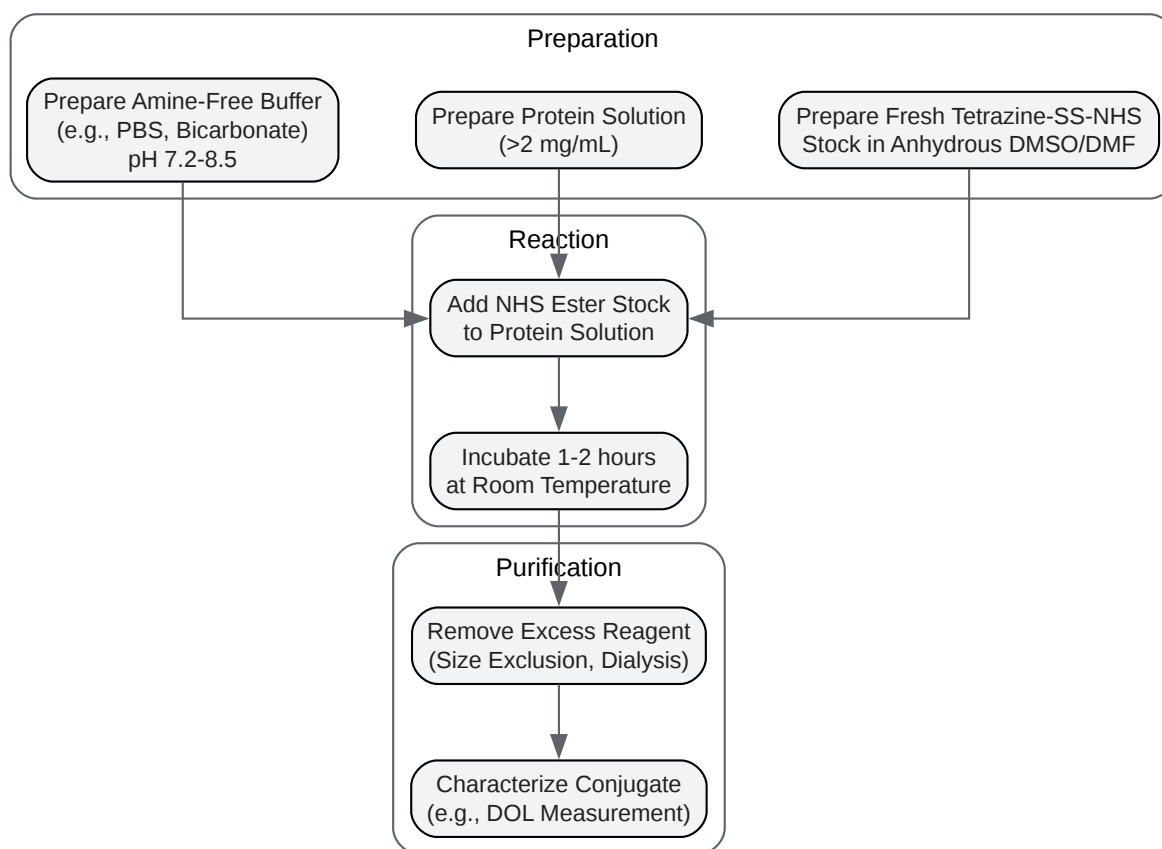 Preparation
Prepare Amine-Free Buffer
(e.g., PBS, Bicarbonate)
pH 7.2-8.5
Prepare Protein Solution
(>2 mg/mL)
Prepare Fresh Tetrazine-SS-NHS
Stock in Anhydrous DMSO/DMF
Reaction
Add NHS Ester Stock
to Protein Solution
Incubate 1-2 hours
at Room Temperature
Purification
Remove Excess Reagent
(Size Exclusion, Dialysis)
Characterize Conjugate
(e.g., DOL Measurement)